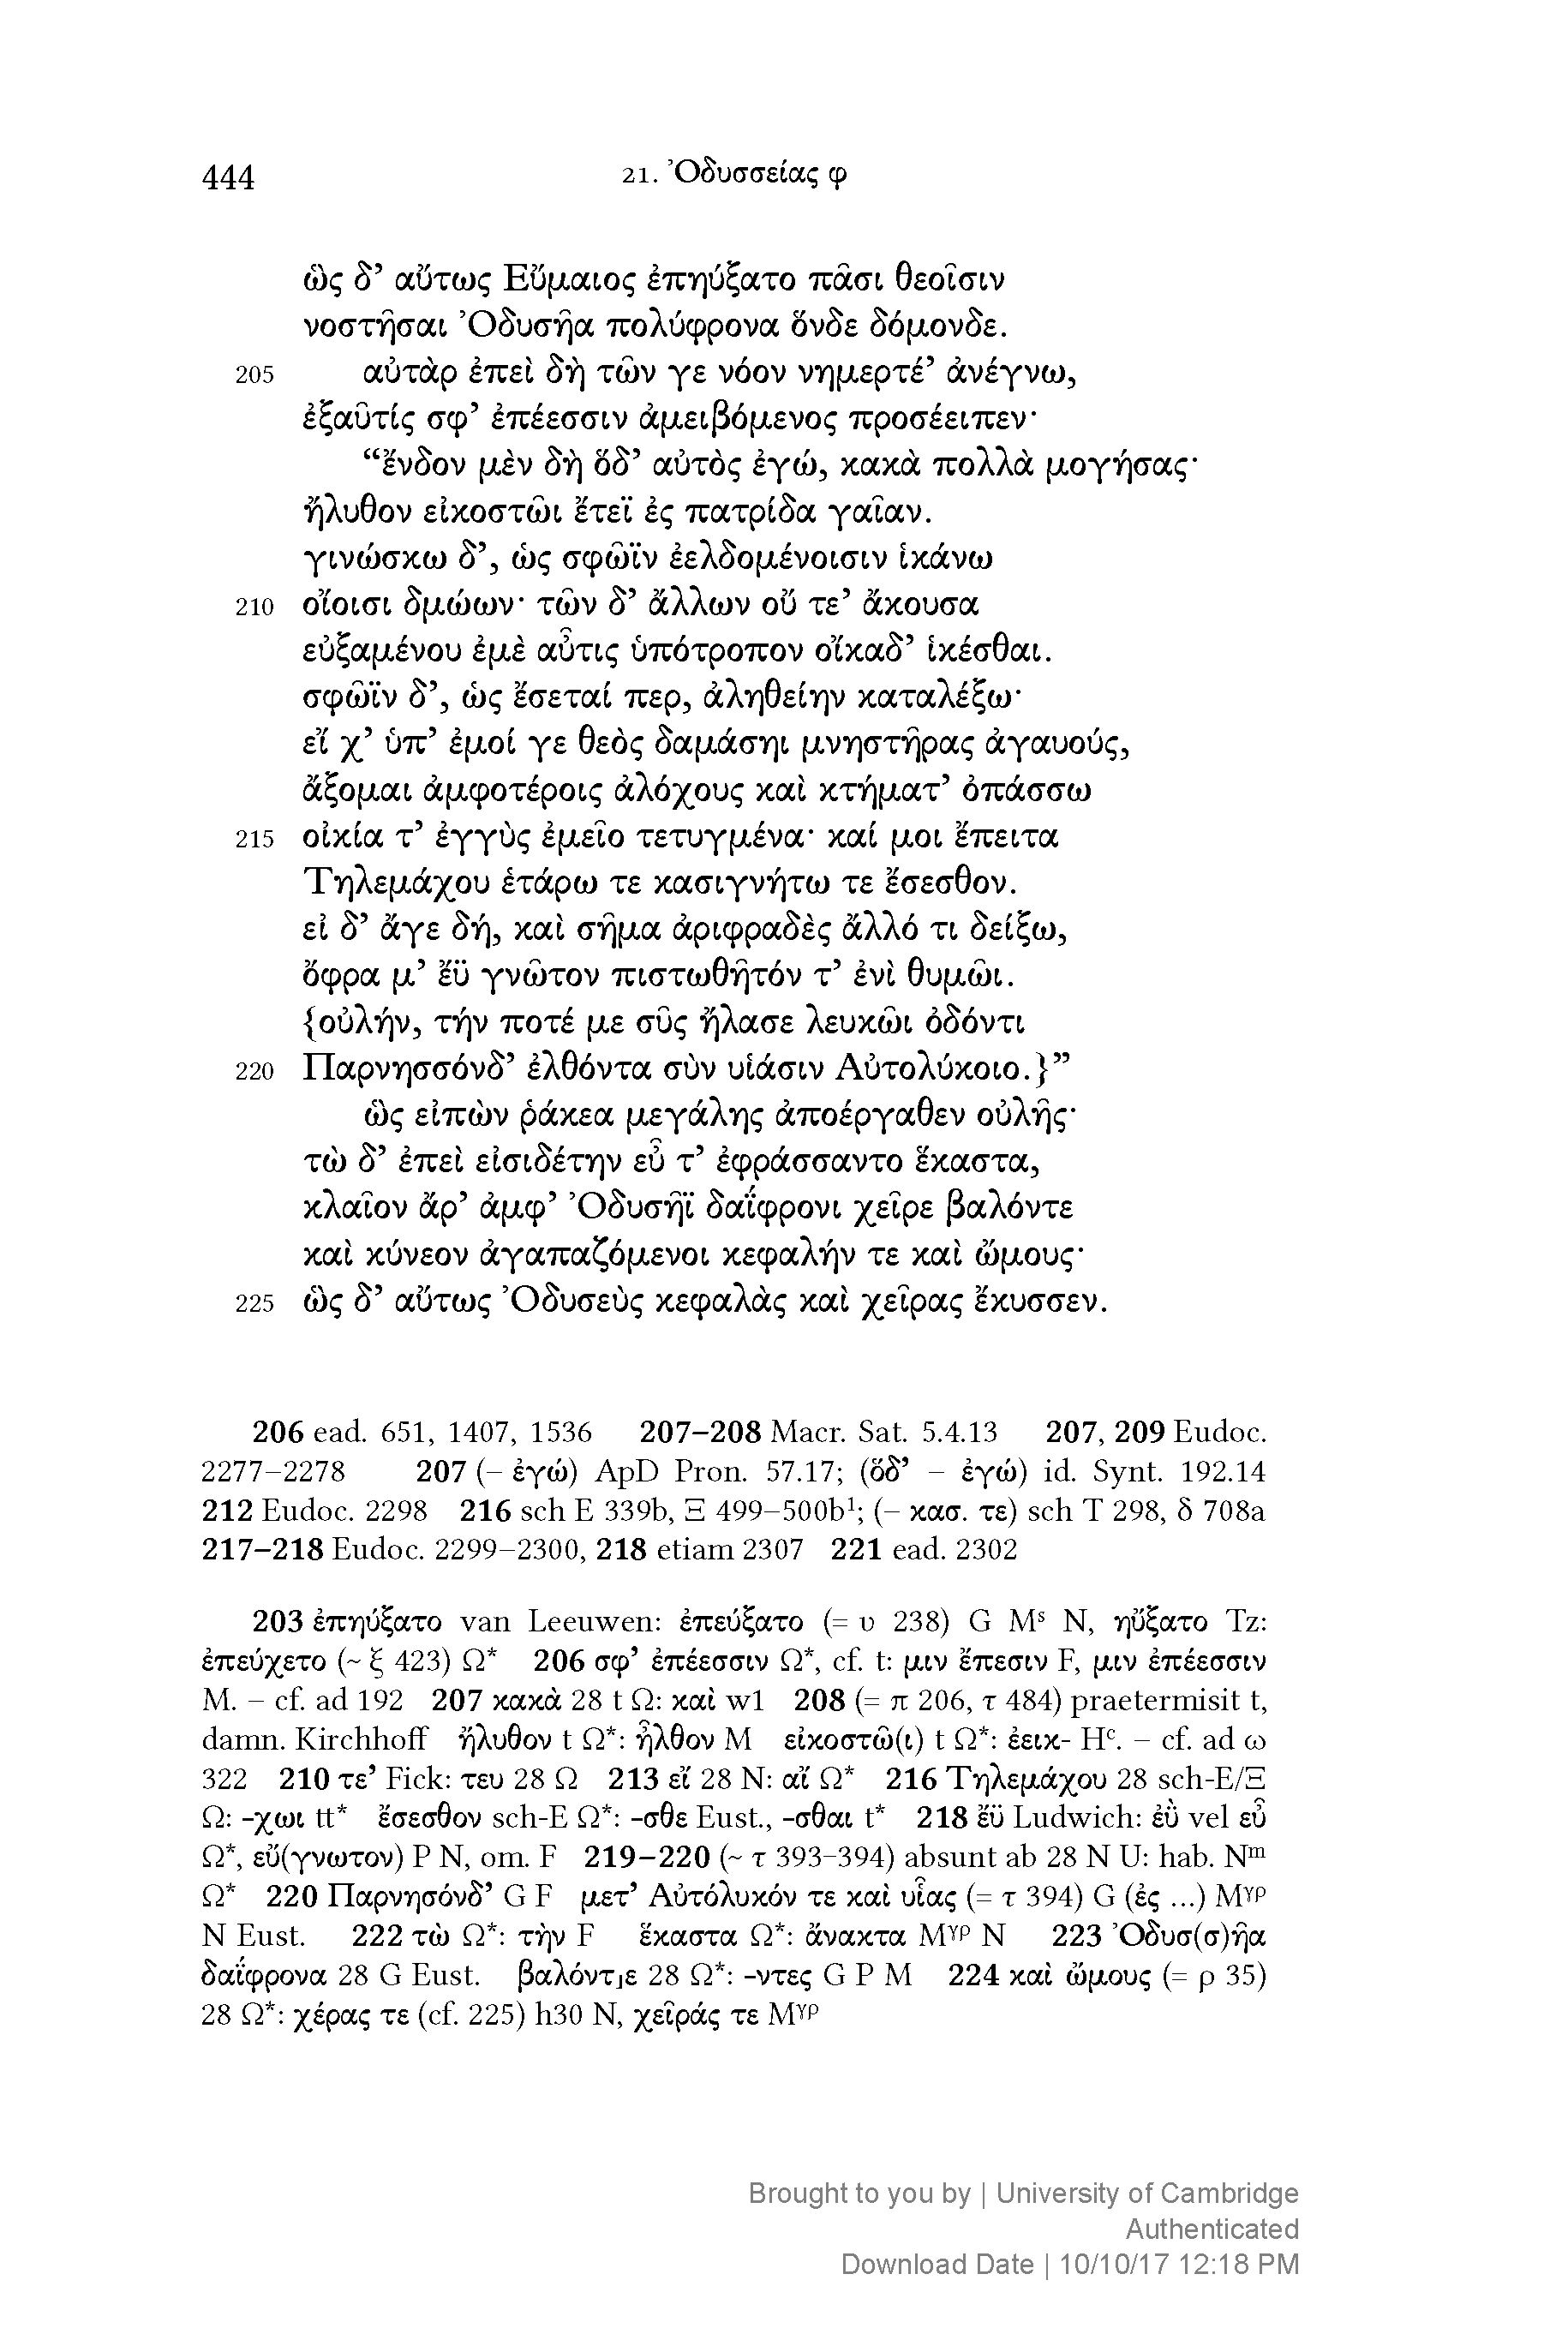 444
21. Ὀδυσσείας φ
ὣς δ’ αὔτως Εὔμαιος ἐπηύξατο πᾶσι θεοῖσιν
νοστῆσαι Ὀδυσῆα πολύφρονα ὅνδε δόμονδε.
205 αὐτὰρ ἐπεὶ δὴ τῶν γε νόον νημερτέ’ ἀνέγνω,
ἐξαῦτίς σφ’ ἐπέεσσιν ἀμειβόμενος προσέειπεν·
“ἔνδον μὲν δὴ ὅδ’ αὐτὸς ἐγώ, κακὰ πολλὰ μογήσας·
ἤλυθον εἰκοστῶι ἔτεϊ ἐς πατρίδα γαῖαν.
γινώσκω δ’, ὡς σφῶϊν ἐελδομένοισιν ἱκάνω
210 οἴοισι δμώων· τῶν δ’ ἄλλων οὔ τε’ ἄκουσα
εὐξαμένου ἐμὲ αὖτις ὑπότροπον οἴκαδ’ ἱκέσθαι.
σφῶϊν δ’, ὡς ἔσεταί περ, ἀληθείην καταλέξω·
εἴ χ’ ὑπ’ ἐμοί γε θεὸς δαμάσηι μνηστῆρας ἀγαυούς,
ἄξομαι ἀμφοτέροις ἀλόχους καὶ κτήματ’ ὀπάσσω
215 οἰκία τ’ ἐγγὺς ἐμεῖο τετυγμένα· καί μοι ἔπειτα
Τηλεμάχου ἑτάρω τε κασιγνήτω τε ἔσεσθον.
εἰ δ’ ἄγε δή, καὶ σῆμα ἀριφραδὲς ἄλλό τι δείξω,
ὄφρα μ’ ἔϋ γνῶτον πιστωθῆτόν τ’ ἐνὶ θυμῶι.
{οὐλήν, τήν ποτέ με σῦς ἤλασε λευκῶι ὀδόντι
220 Παρνησσόνδ’ ἐλθόντα σὺν υἱάσιν Αὐτολύκοιο.}”
ὣς εἰπὼν ῥάκεα μεγάλης ἀποέργαθεν οὐλῆς·
τὼ δ’ ἐπεὶ εἰσιδέτην εὖ τ’ ἐφράσσαντο ἕκαστα,
κλαῖον ἄρ’ ἀμφ’ Ὀδυσῆϊ δαΐφρονι χεῖρε βαλόντε
καὶ κύνεον ἀγαπαζόμενοι κεφαλήν τε καὶ ὤμους·
225 ὣς δ’ αὔτως Ὀδυσεὺς κεφαλὰς καὶ χεῖρας ἔκυσσεν.
206 ead. 651, 1407, 1536 207–208 Macr. Sat. 5.4.13 207, 209 Eudoc.
2277–2278 207 (– ἐγώ) ApD Pron. 57.17; (ὅδ’ – ἐγώ) id. Synt. 192.14
212 Eudoc. 2298 216 sch E 339b, Ξ 499–500b¹; (– κασ. τε) sch T 298, δ 708a
217–218 Eudoc. 2299–2300, 218 etiam 2307 221 ead. 2302
203 ἐπηύξατο van Leeuwen: ἐπεύξατο (= υ 238) G Mˢ N, ηὔξατο Tz:
ἐπεύχετο (~ ξ 423) Ω* 206 σφ’ ἐπέεσσιν Ω*, cf. t: μιν ἔπεσιν F, μιν ἐπέεσσιν
M. – cf. ad 192 207 κακὰ 28 t Ω: καὶ w1 208 (= π 206, τ 484) praetermisit t,
damn. Kirchhoff ἤλυθον t Ω*: ἦλθον M εἰκοστῶ(ι) t Ω*: ἐεικ- Hᶜ. – cf. ad ω
322 210 τε’ Fick: τευ 28 Ω 213 εἴ 28 N: αἴ Ω* 216 Τηλεμάχου 28 sch-E/Ξ
Ω: -χωι tt* ἔσεσθον sch-E Ω*: -σθε Eust., -σθαι t* 218 ἔϋ Ludwich: ἐῢ vel εὖ
Ω*, εὔ(γνωτον) P N, om. F 219–220 (~ τ 393–394) absunt ab 28 N U: hab. Nᵐ
Ω* 220 Παρνησόνδ’ G F μετ’ Αὐτόλυκόν τε καὶ υἷας (= τ 394) G (ἐς ...) Mᵞᵖ
N Eust. 222 τὼ Ω*: τὴν F ἕκαστα Ω*: ἄνακτα Mᵞᵖ N 223 Ὀδυσ(σ)ῆα
δαΐφρονα 28 G Eust. βαλόντ˼ε 28 Ω*: -ντες G P M 224 καὶ ὤμους (= ρ 35)
28 Ω*: χέρας τε (cf. 225) h30 N, χεῖράς τε Mᵞᵖ
Brought to you by | University of Cambridge
Authenticated
Download Date | 10/10/17 12:18 PM